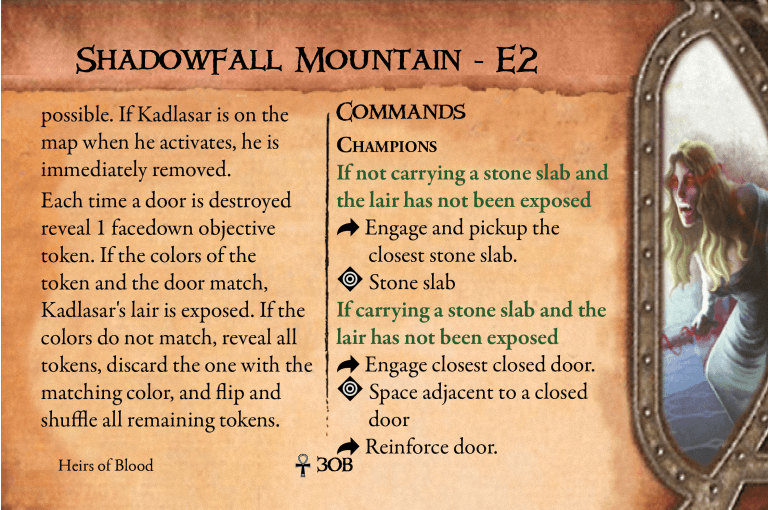 Shadowfall Mountain - E2
possible. If Kadlasar is on the
map when he activates, he is
immediately removed.
Each time a door is destroyed
reveal 1 facedown objective
token. If the colors of the
token and the door match,
Kadlasar's lair is exposed. If the
colors do not match, reveal all
tokens, discard the one with the
matching color, and flip and
shuffle all remaining tokens.
Commands
Champions
If not carrying a stone slab and
the lair has not been exposed
Engage and pickup the
closest stone slab.
Stone slab
If carrying a stone slab and the
lair has not been exposed
Engage closest closed door.
Space adjacent to a closed
door
Reinforce door.
Heirs of Blood
30B